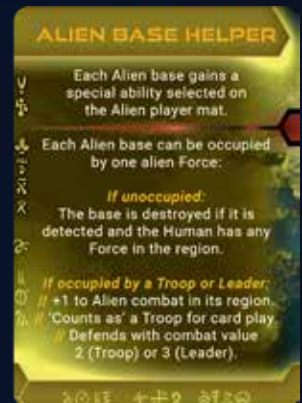 ALIEN BASE HELPER
Each Alien base gains a
special ability selected on
the Alien player mat.
Each Alien base can be occupied
by one alien Force:
If unoccupied:
The base is destroyed if it is
detected and the Human has any
Force in the region.
If occupied by a Troop or Leader:
// +1 to Alien combat in its region.
// 'Counts as' a Troop for card play.
// Defends with combat value
2 (Troop) or 3 (Leader).